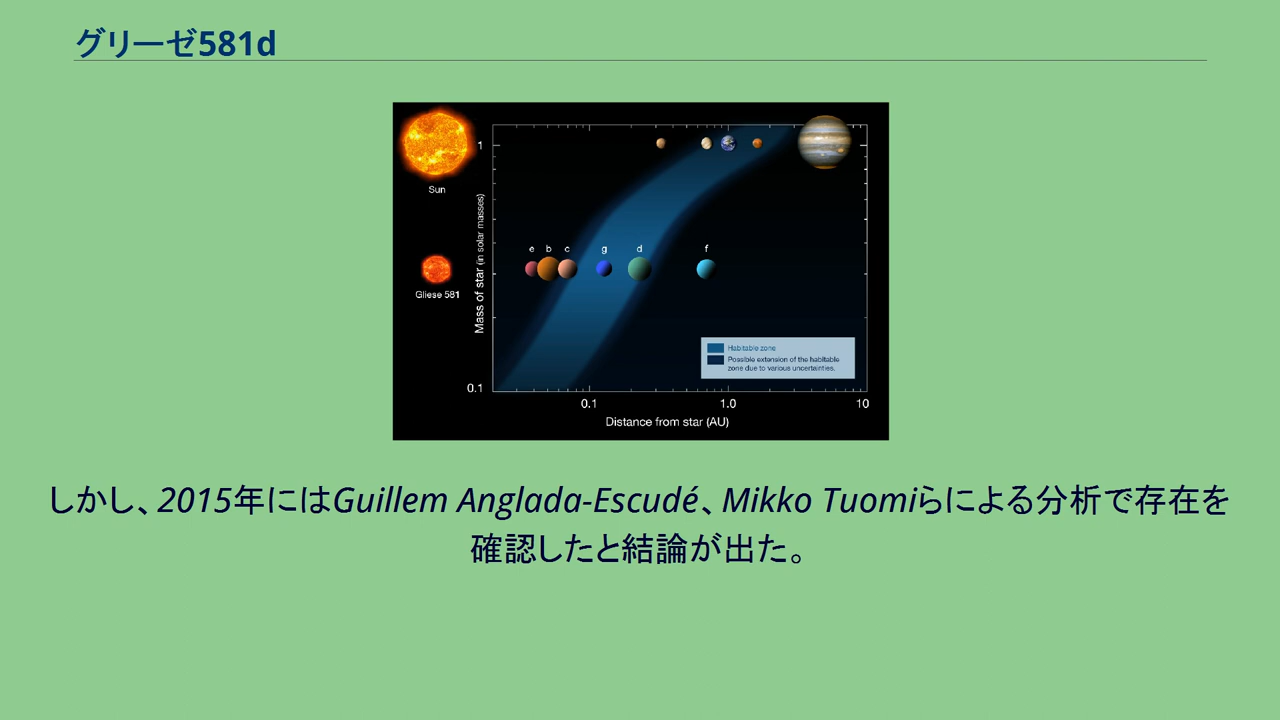 グリーゼ581d
Sun
Gliese 581
Mass of star (in solar masses)
1
0.1
e b c g d f
Habitable zone
Possible extension of the habitable
zone due to various uncertainties.
0.1 1.0 10
Distance from star (AU)
しかし、2015年にはGuillem Anglada-Escudé、Mikko Tuomiらによる分析で存在を
確認したと結論が出た。